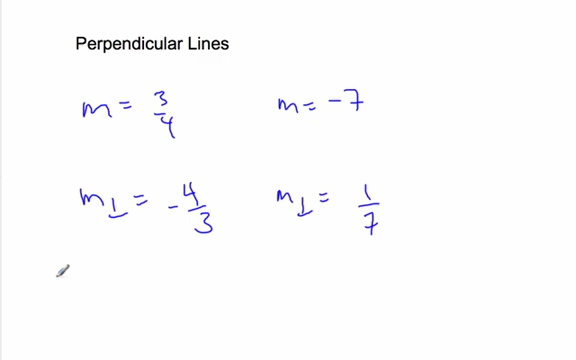 Perpendicular Lines
m = 3/4 m = -7
m⊥ = -4/3 m⊥ = 1/7